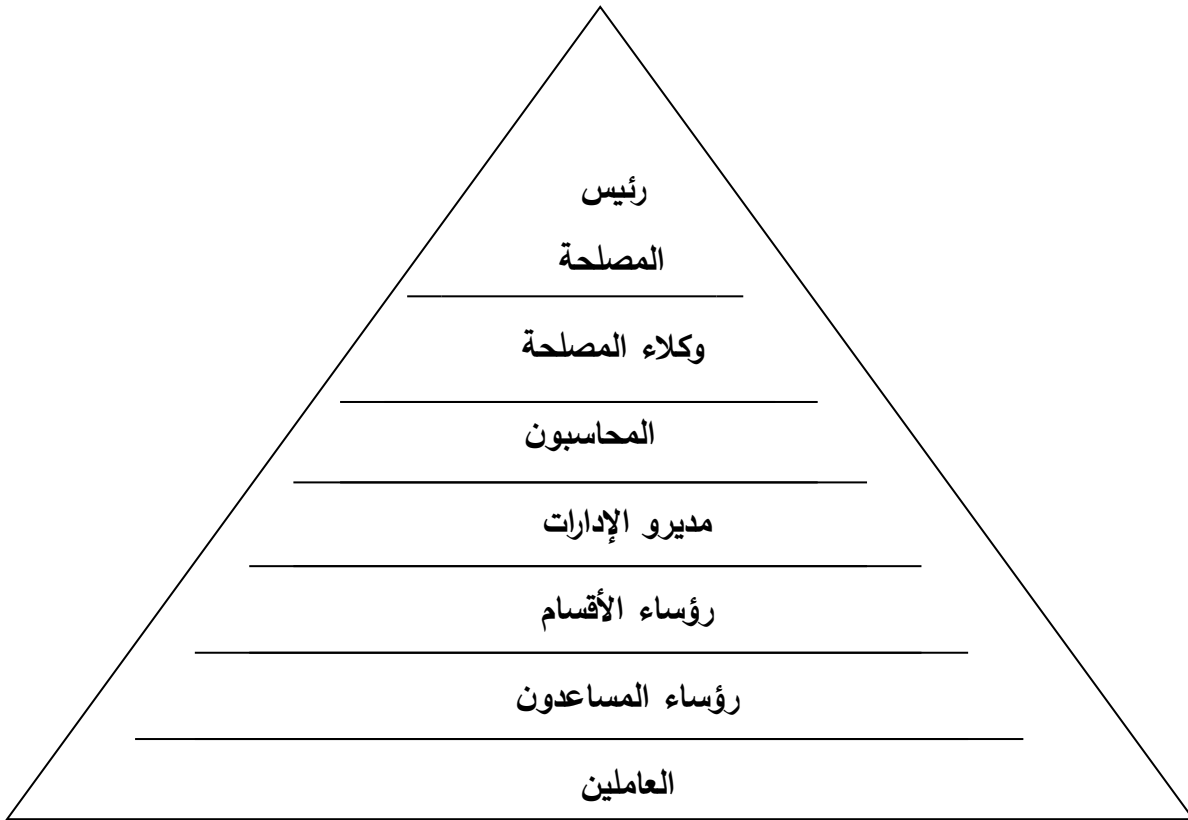 رئيس
المصلحة
وكلاء المصلحة
المحاسبون
مديرو الإدارات
رؤساء الأقسام
رؤساء المساعدون
العاملين